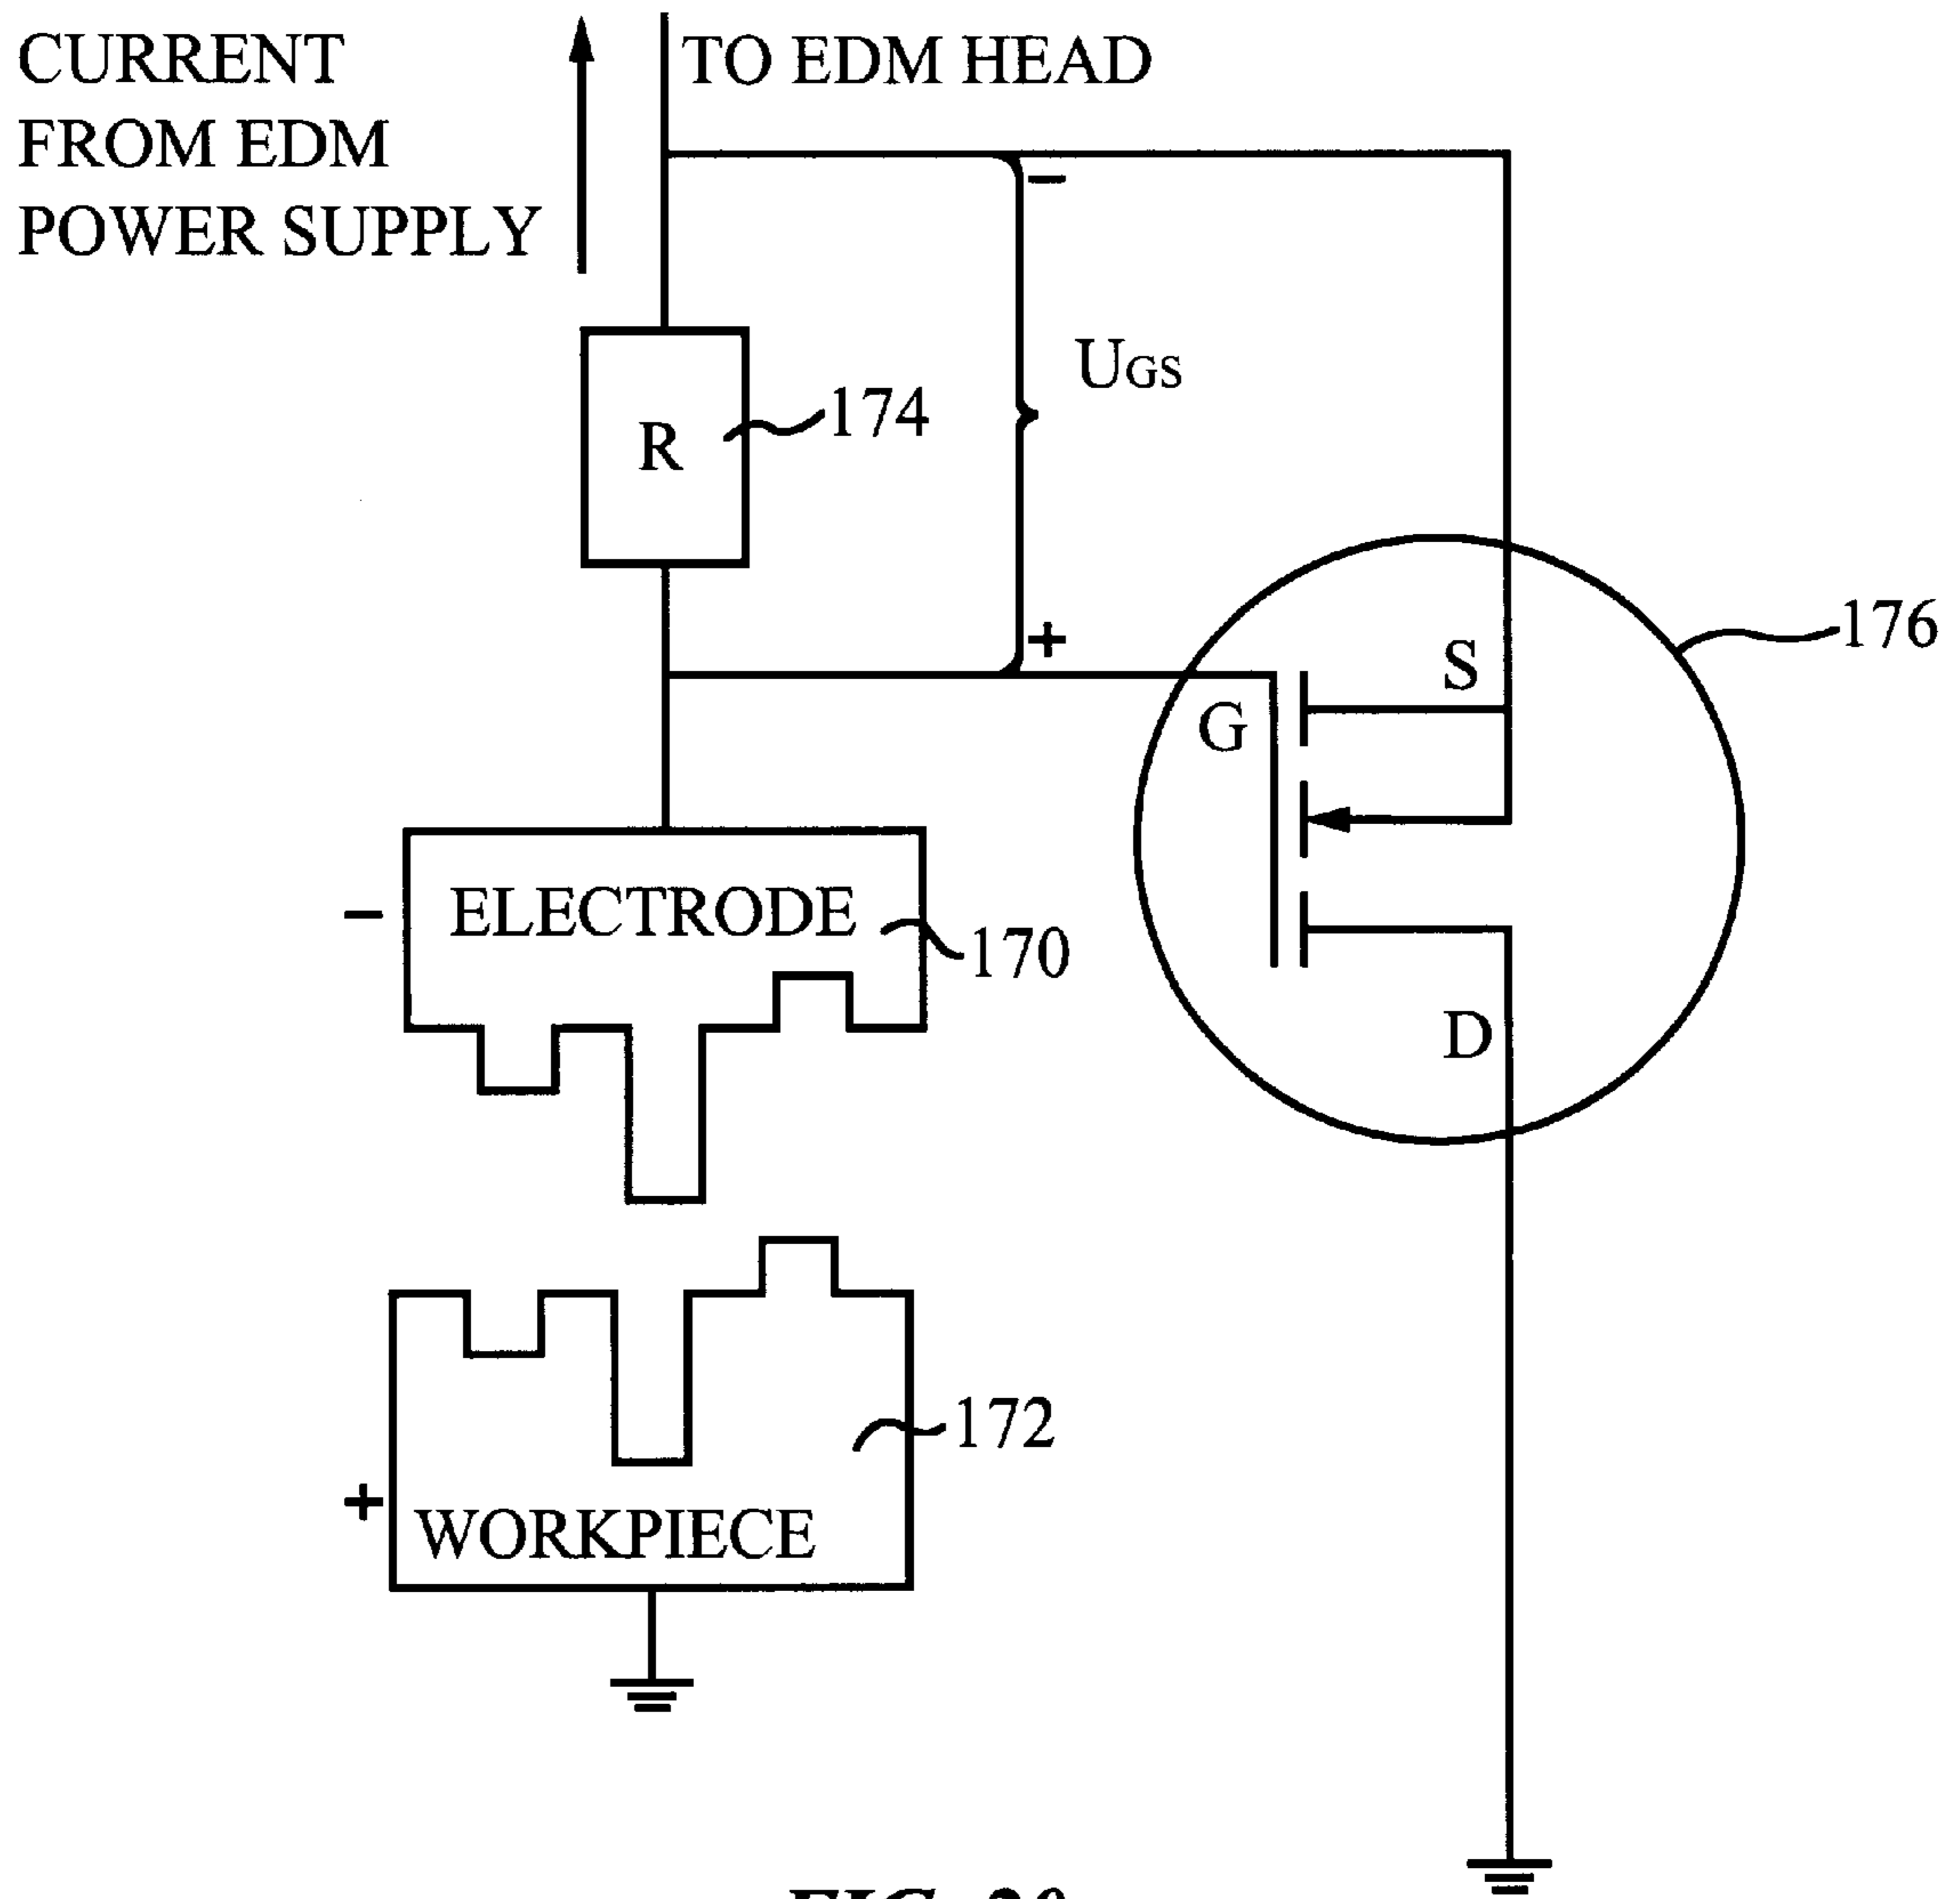 CURRENT
FROM EDM
POWER SUPPLY
TO EDM HEAD
−
UGS
R
174
+
176
S
G
− ELECTRODE
170
D
172
+
WORKPIECE